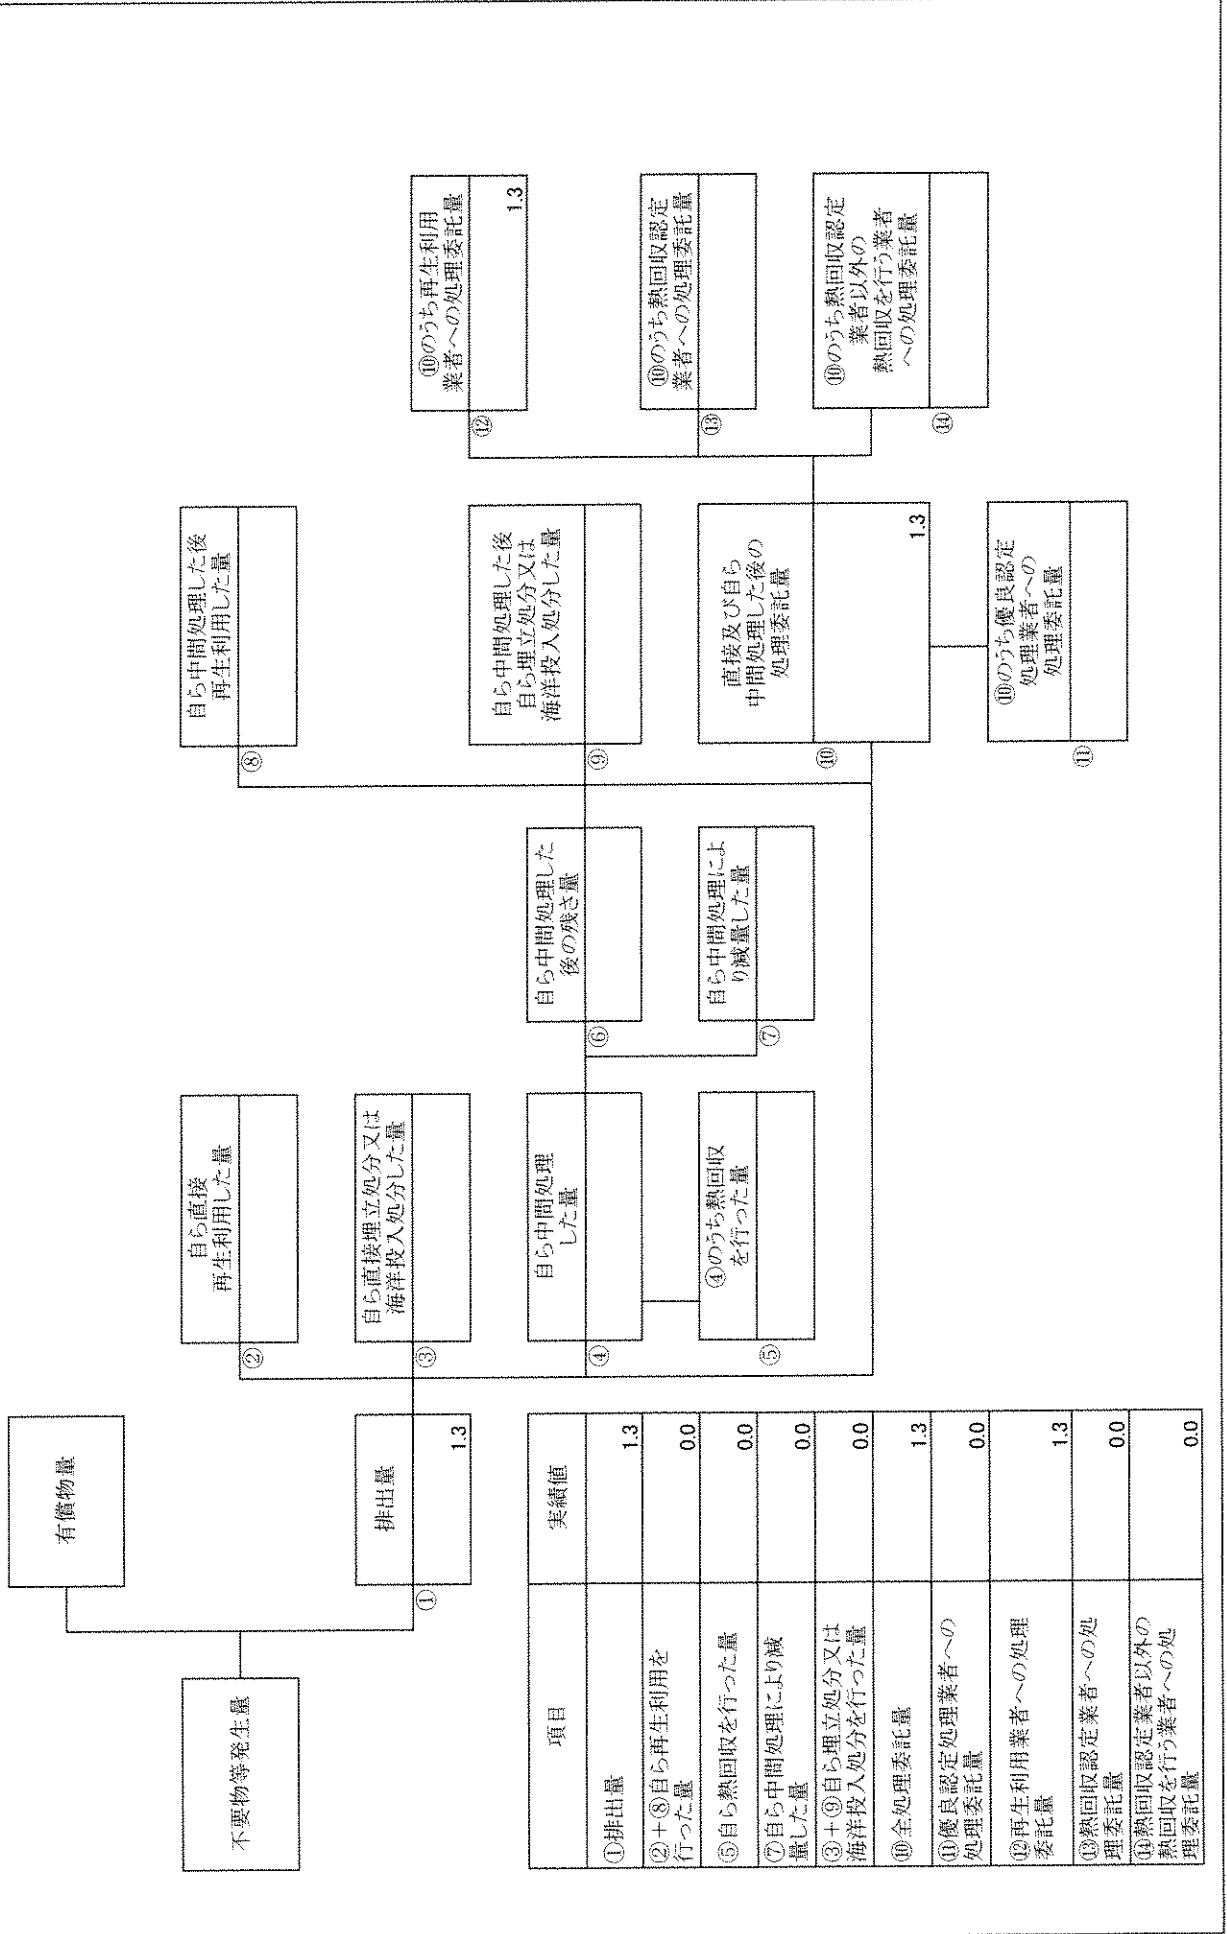 不要物等発生量
有償物量
排出量
①
1.3
自ら直接
再生利用した量
②
自ら直接埋立処分又は
海洋投入処分した量
③
自ら中間処理
した量
④
④のうち熱回収
を行った量
⑤
自ら中間処理した
後の残さ量
⑥
自ら中間処理によ
り減量した量
⑦
自ら中間処理した後
再生利用した量
⑧
自ら中間処理した後
自ら埋立処分又は
海洋投入処分した量
⑨
直接及び自ら
中間処理した後の
処理委託量
⑩
1.3
⑩のうち優良認定
処理業者への
処理委託量
⑪
⑩のうち再生利用
業者への処理委託量
⑫
1.3
⑩のうち熱回収認定
業者への処理委託量
⑬
⑩のうち熱回収認定
業者以外の
熱回収を行う業者
への処理委託量
⑭
項目 実績値
①排出量 1.3
②+⑧自ら再生利用を
行った量 0.0
⑤自ら熱回収を行った量 0.0
⑦自ら中間処理により減
量した量 0.0
③+⑨自ら埋立処分又は
海洋投入処分を行った量 0.0
⑩全処理委託量 1.3
⑪優良認定処理業者への
処理委託量 0.0
⑫再生利用業者への処理
委託量 1.3
⑬熱回収認定業者への処
理委託量 0.0
⑭熱回収認定業者以外の
熱回収を行う業者への処
理委託量 0.0